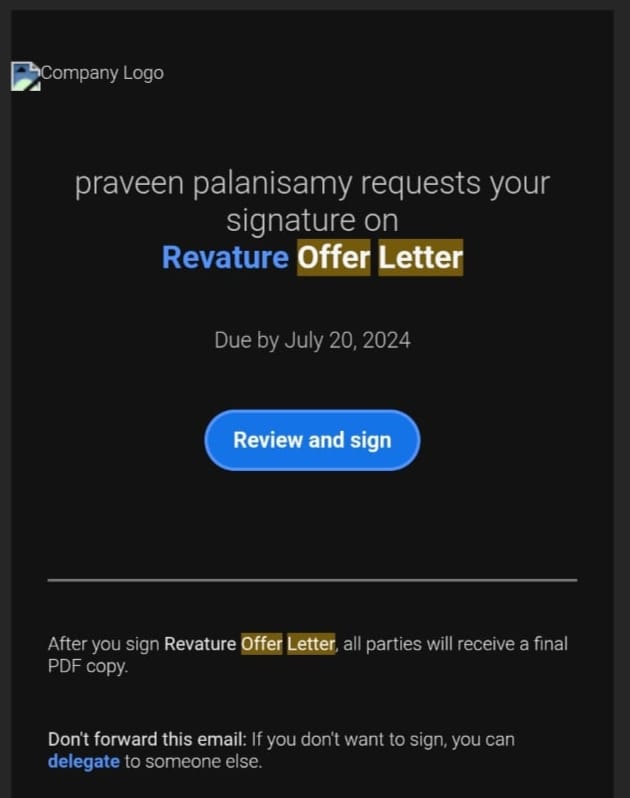 Company Logo
praveen palanisamy requests your
signature on
Revature Offer Letter
Due by July 20, 2024
Review and sign
After you sign Revature Offer Letter, all parties will receive a final
PDF copy.
Don't forward this email: If you don't want to sign, you can
delegate to someone else.